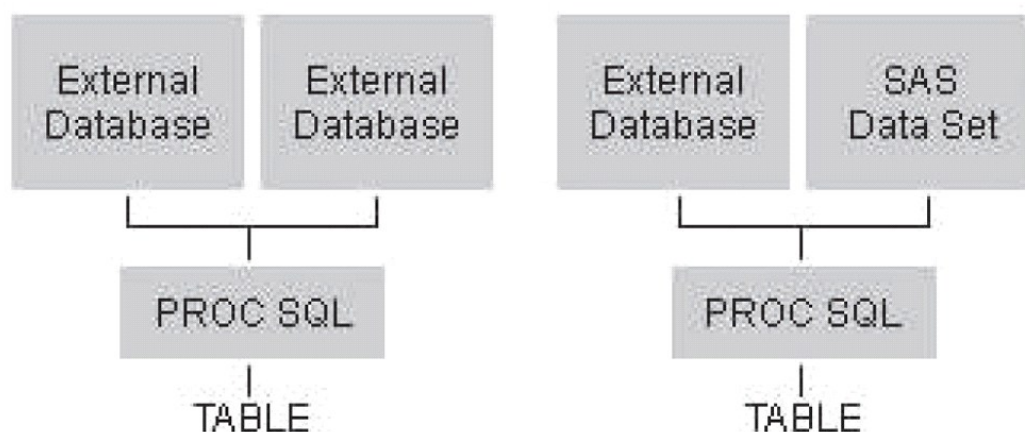 External
Database
External
Database
External
Database
SAS
Data Set
PROC SQL
PROC SQL
TABLE
TABLE